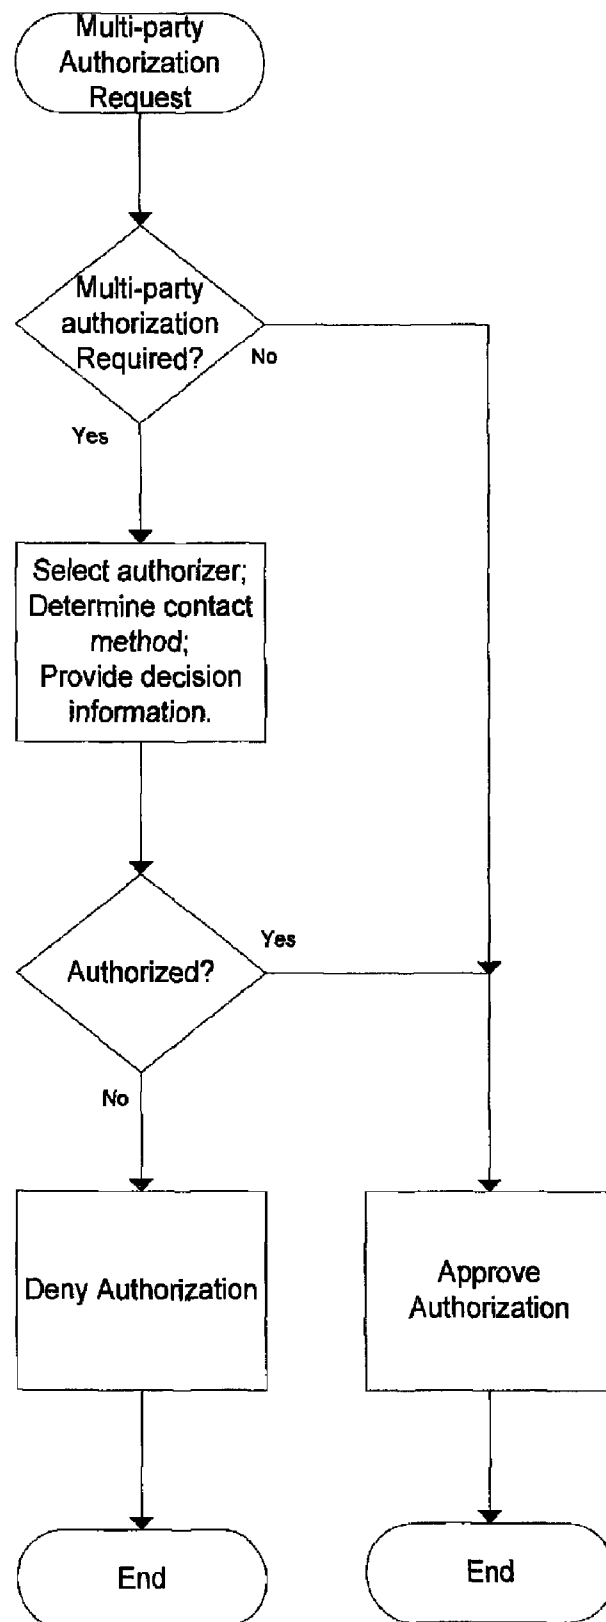 Multi-party
Authorization
Request
Multi-party
authorization
Required?
No
Yes
Select authorizer;
Determine contact
method;
Provide decision
information.
Authorized?
Yes
No
Deny Authorization
Approve
Authorization
End
End